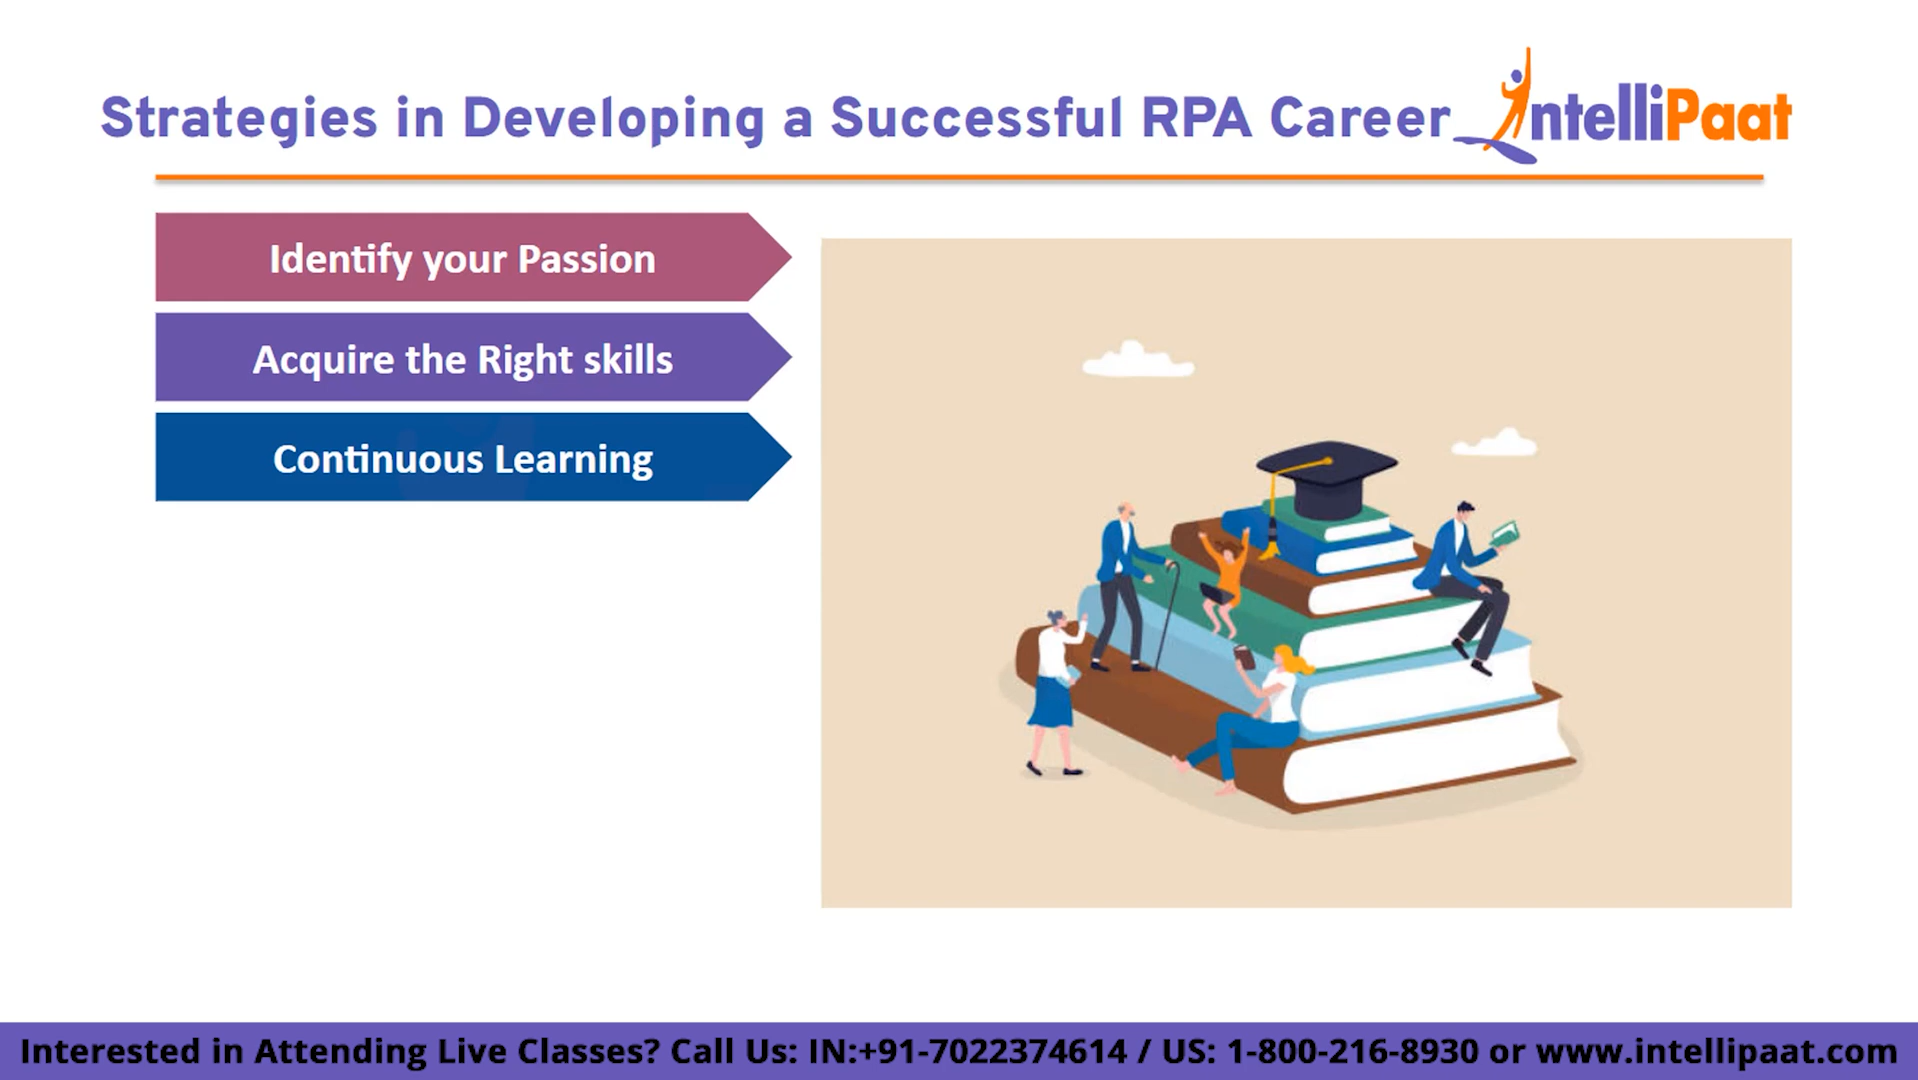 Strategies in Developing a Successful RPA Career
IntelliPaat
Identify your Passion
Acquire the Right skills
Continuous Learning
Interested in Attending Live Classes? Call Us: IN:+91-7022374614 / US: 1-800-216-8930 or www.intellipaat.com